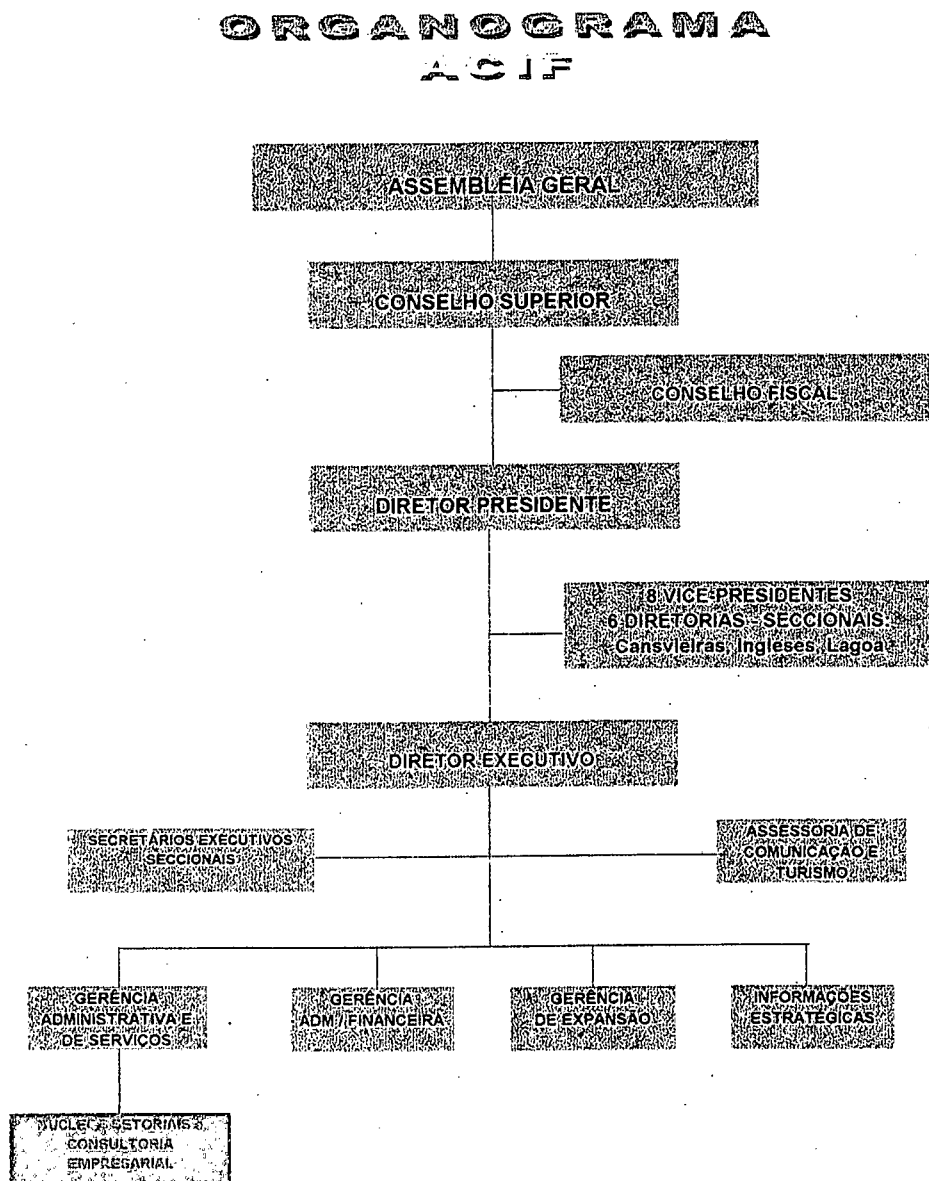 ORGANOGRAMA
ACIF
ASSEMBLÉIA GERAL
CONSELHO SUPERIOR
CONSELHO FISCAL
DIRETOR PRESIDENTE
8 VICE-PRESIDENTES
6 DIRETORIAS - SECCIONAIS:
Cansvieiras, Ingleses, Lagoa
DIRETOR EXECUTIVO
SECRETÁRIOS EXECUTIVOS
SECCIONAIS
ASSESSORIA DE
COMUNICAÇÃO E
TURISMO
GERÊNCIA
ADMINISTRATIVA E
DE SERVIÇOS
GERÊNCIA
ADM / FINANCEIRA
GERÊNCIA
DE EXPANSÃO
INFORMAÇÕES
ESTRATÉGICAS
SETORIAIS
CONSULTORIA
EMPRESARIAL